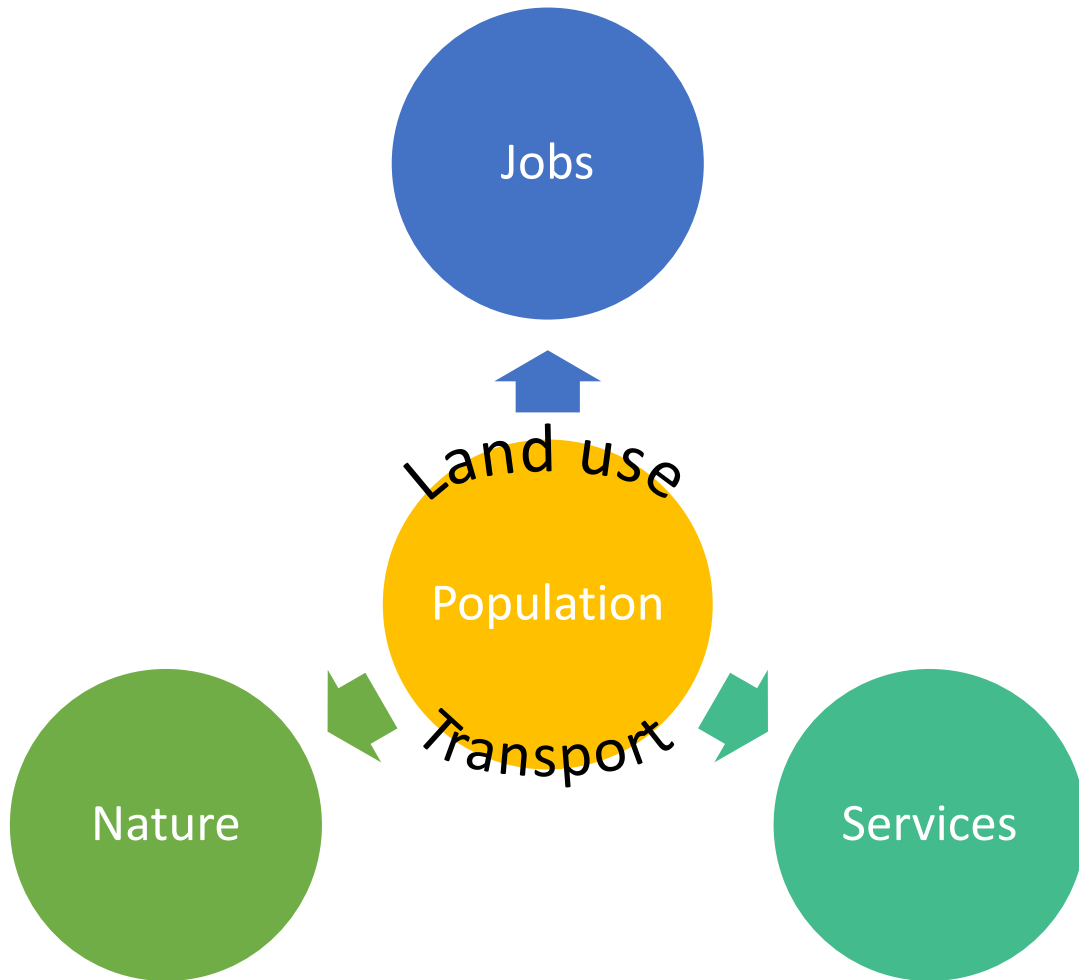 Jobs
Land use
Population
Transport
Nature
Services